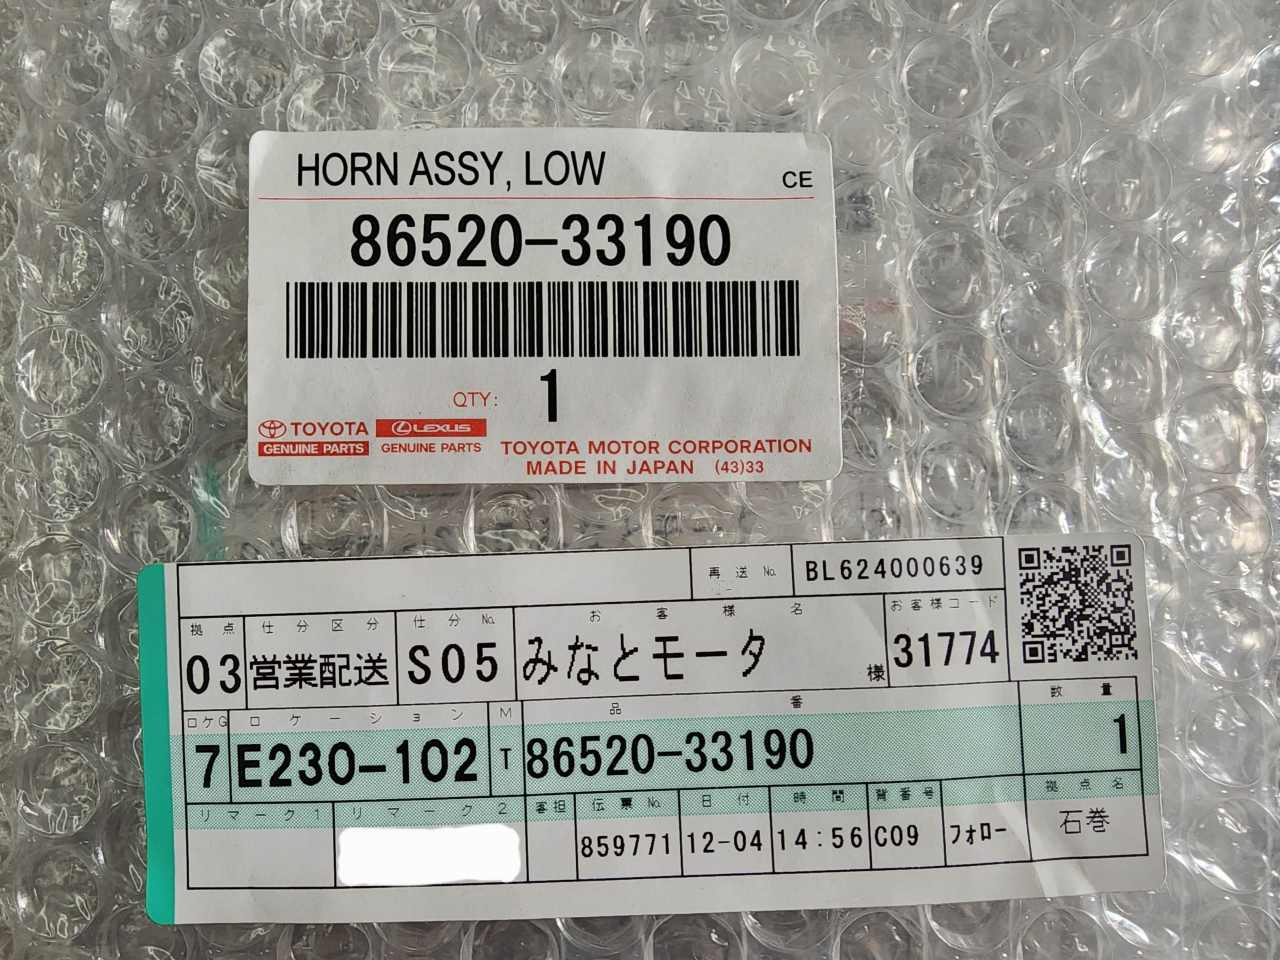 HORN ASSY, LOW
CE
86520-33190
QTY: 1
TOYOTA
GENUINE PARTS
LEXUS
GENUINE PARTS
TOYOTA MOTOR CORPORATION
MADE IN JAPAN (43)33
再送 No. BL624000639
拠点 仕分区分 仕分 No. お客様名 お客様コード
03 営業配送 S05 みなとモータ 様 31774
ロケG ロケーション M 品番 数量
7 E230-102 T 86520-33190 1
リマーク1 リマーク2 客担 伝票No. 日付 時間 背番号 拠点名
859771 12-04 14:56 C09 フォロー 石巻